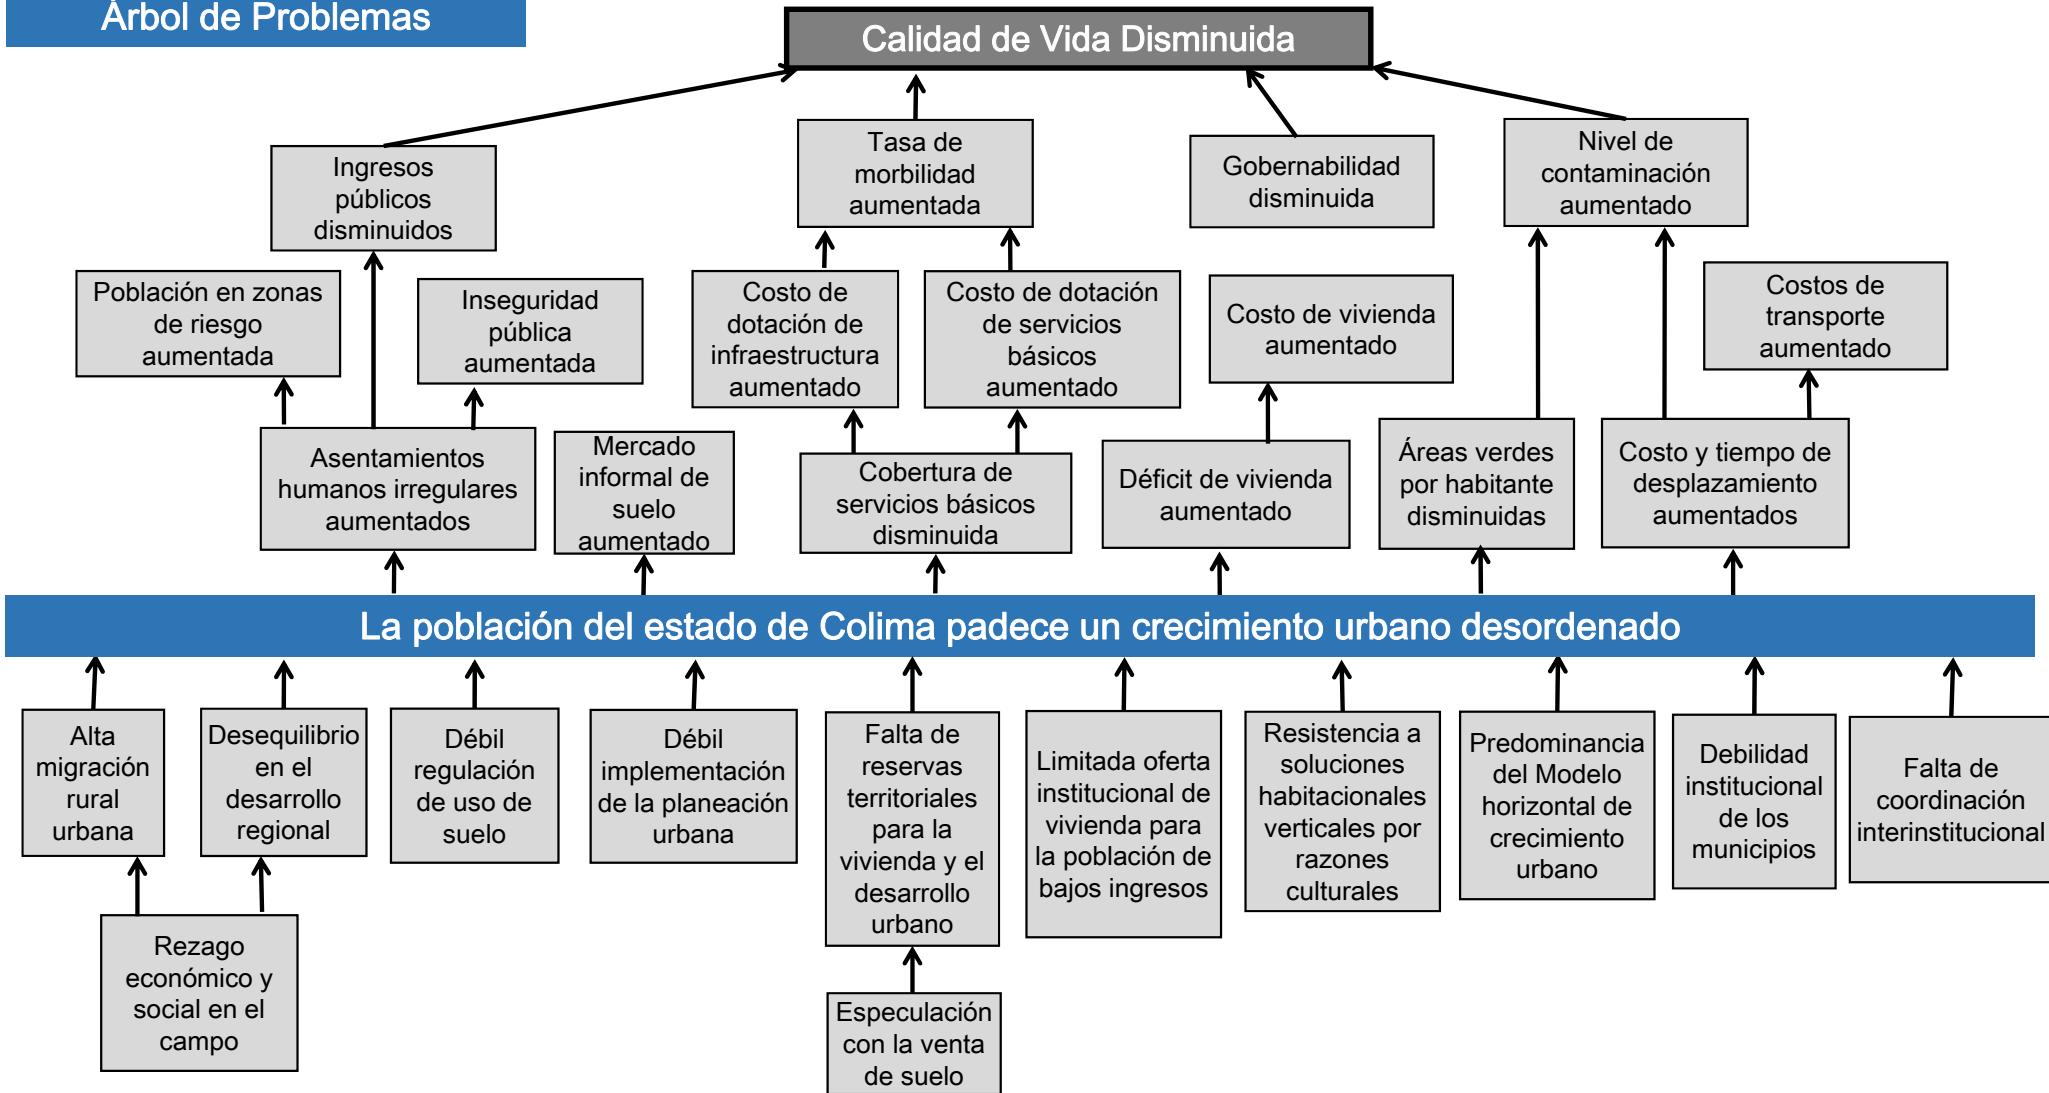 Árbol de Problemas
Calidad de Vida Disminuida
Ingresos
públicos
disminuidos
Tasa de
morbilidad
aumentada
Gobernabilidad
disminuida
Nivel de
contaminación
aumentado
Población en zonas
de riesgo
aumentada
Inseguridad
pública
aumentada
Costo de
dotación de
infraestructura
aumentado
Costo de dotación
de servicios
básicos
aumentado
Costo de vivienda
aumentado
Costos de
transporte
aumentado
Asentamientos
humanos irregulares
aumentados
Mercado
informal de
suelo
aumentado
Cobertura de
servicios básicos
disminuida
Déficit de vivienda
aumentado
Áreas verdes
por habitante
disminuidas
Costo y tiempo de
desplazamiento
aumentados
La población del estado de Colima padece un crecimiento urbano desordenado
Alta
migración
rural
urbana
Desequilibrio
en el
desarrollo
regional
Débil
regulación
de uso de
suelo
Débil
implementación
de la planeación
urbana
Falta de
reservas
territoriales
para la
vivienda y el
desarrollo
urbano
Limitada oferta
institucional de
vivienda para
la población de
bajos ingresos
Resistencia a
soluciones
habitacionales
verticales por
razones
culturales
Predominancia
del Modelo
horizontal de
crecimiento
urbano
Debilidad
institucional
de los
municipios
Falta de
coordinación
interinstitucional
Rezago
económico y
social en el
campo
Especulación
con la venta
de suelo